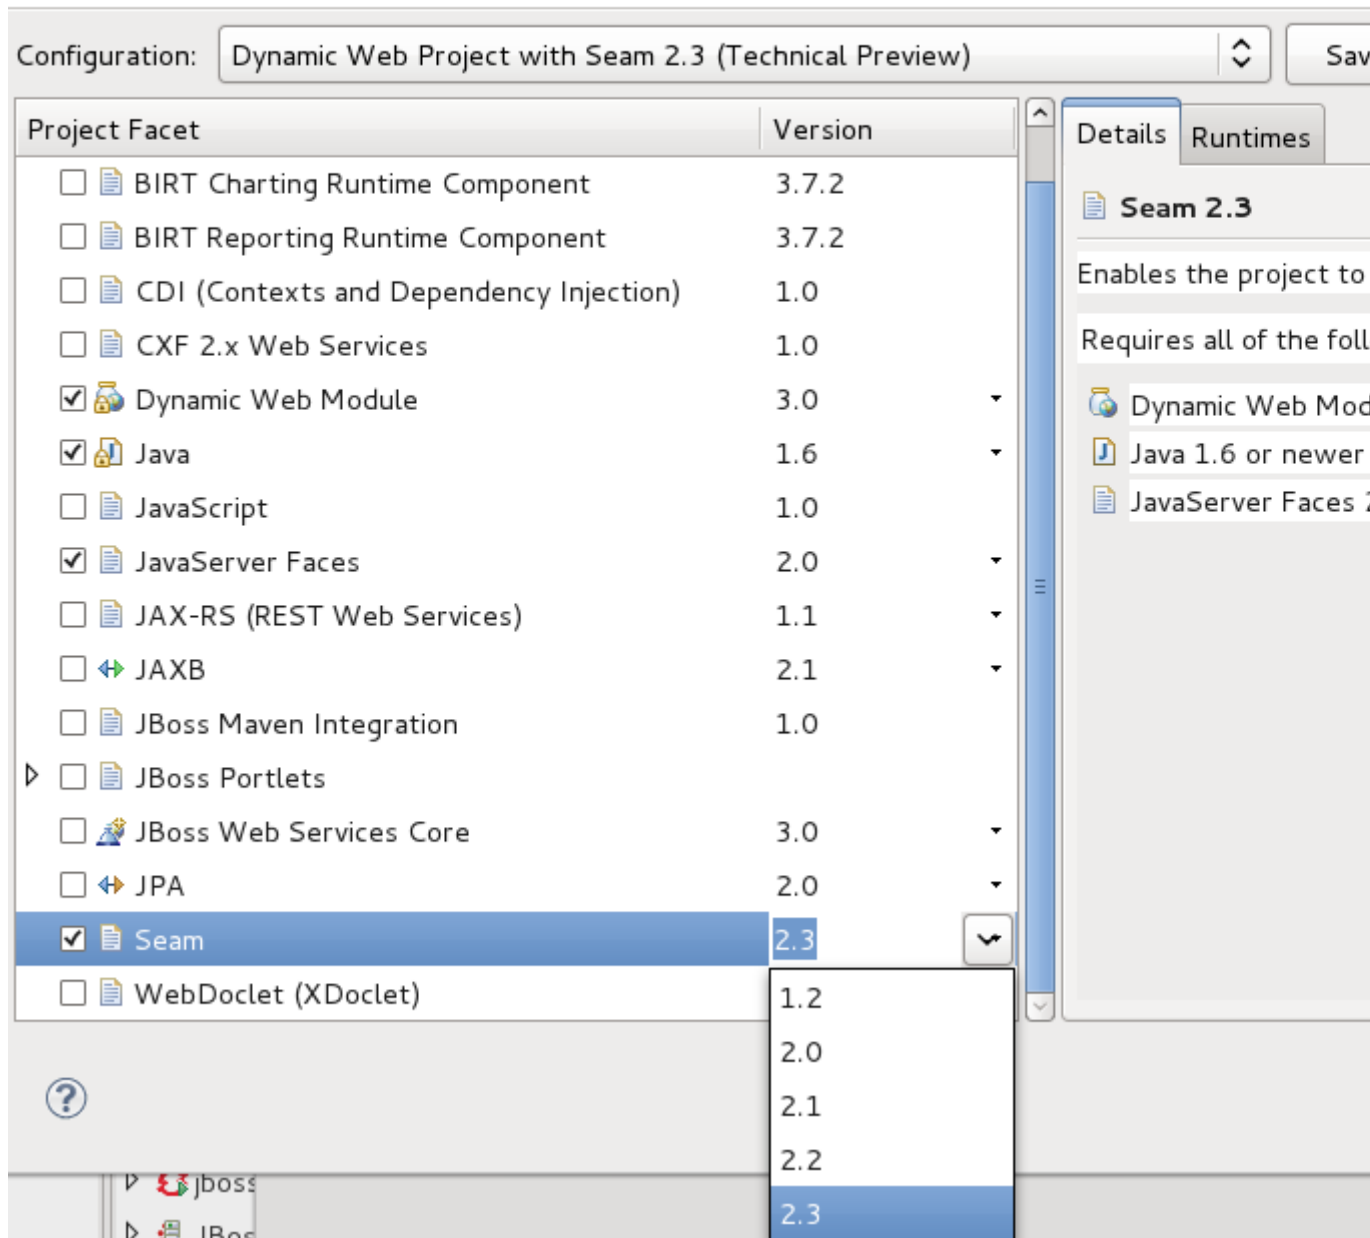 Configuration: Dynamic Web Project with Seam 2.3 (Technical Preview)
Project Facet Version
BIRT Charting Runtime Component 3.7.2
BIRT Reporting Runtime Component 3.7.2
CDI (Contexts and Dependency Injection) 1.0
CXF 2.x Web Services 1.0
Dynamic Web Module 3.0
Java 1.6
JavaScript 1.0
JavaServer Faces 2.0
JAX-RS (REST Web Services) 1.1
JAXB 2.1
JBoss Maven Integration 1.0
JBoss Portlets
JBoss Web Services Core 3.0
JPA 2.0
Seam 2.3
WebDoclet (XDoclet)
1.2
2.0
2.1
2.2
2.3
Details Runtimes
Seam 2.3
Enables the project to
Requires all of the
Dynamic Web
Java 1.6 or newer
JavaServer Faces
jboss